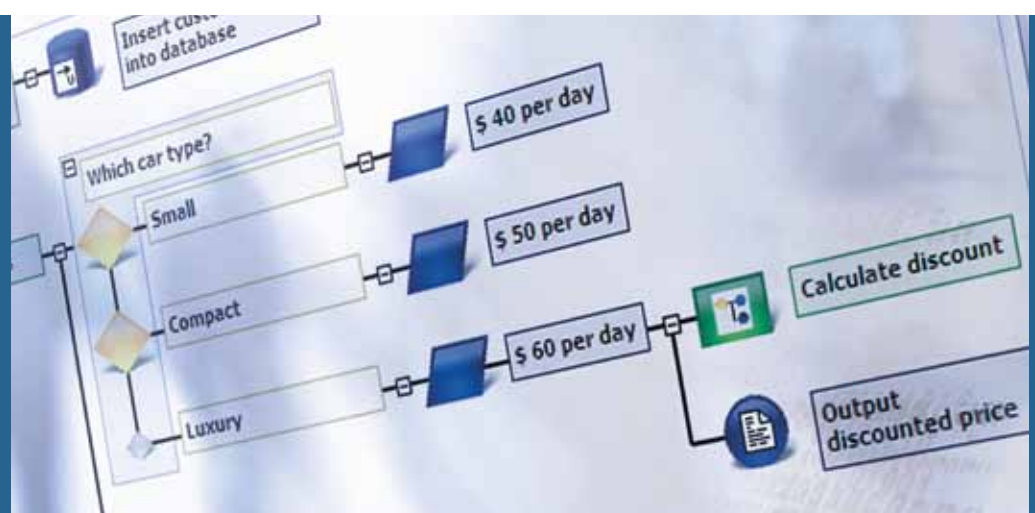 Insert
into database
Which car type?
Small
$ 40 per day
Compact
$ 50 per day
Luxury
$ 60 per day
Calculate discount
Output
discounted price